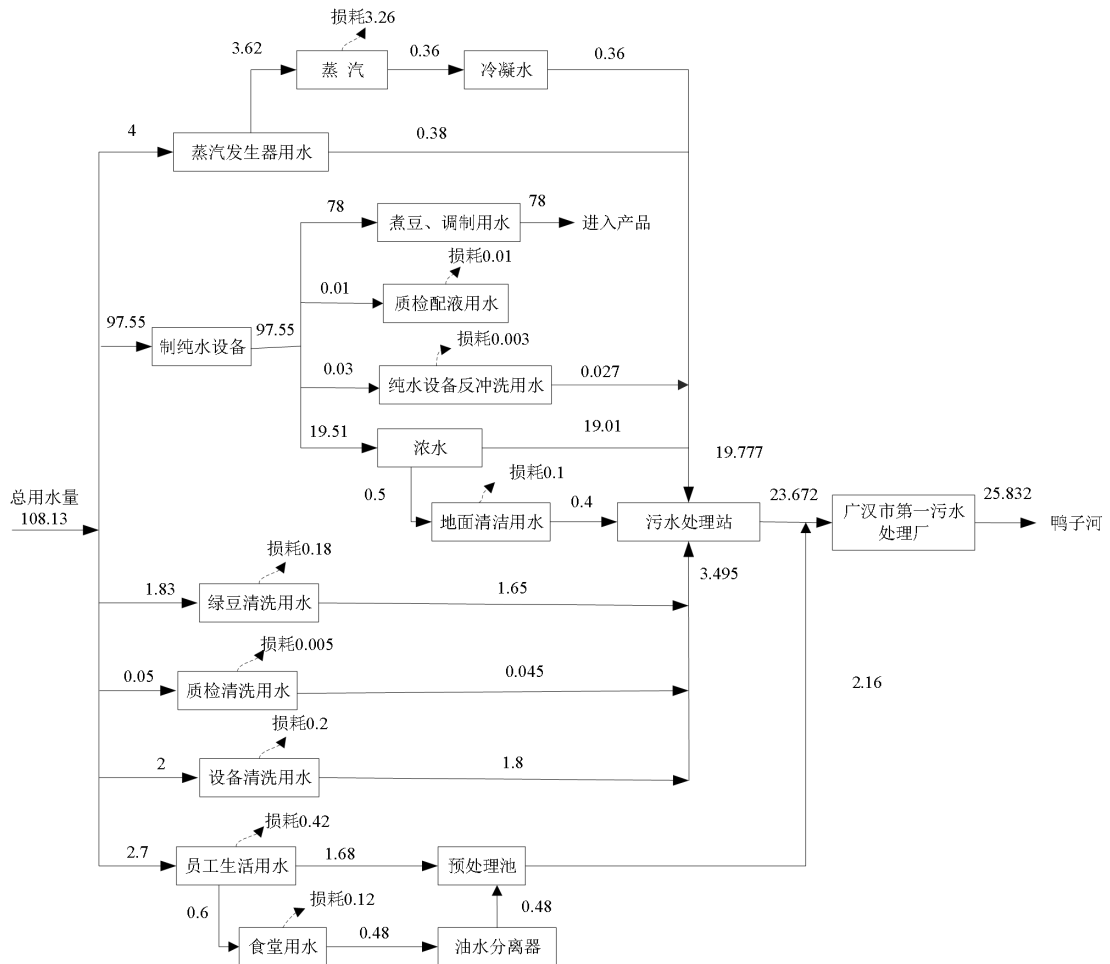 损耗3.26
3.62
蒸 汽
0.36
冷凝水
0.36
4
蒸汽发生器用水
0.38
78
煮豆、调制用水
78
进入产品
损耗0.01
0.01
质检配液用水
97.55
制纯水设备
97.55
损耗0.003
0.03
纯水设备反冲洗用水
0.027
19.51
浓水
19.01
19.777
0.5
损耗0.1
地面清洁用水
0.4
污水处理站
23.672
广汉市第一污水
处理厂
25.832
鸭子河
总用水量
108.13
3.495
损耗0.18
1.83
绿豆清洗用水
1.65
损耗0.005
0.05
质检清洗用水
0.045
2.16
损耗0.2
2
设备清洗用水
1.8
损耗0.42
2.7
员工生活用水
1.68
预处理池
0.6
损耗0.12
食堂用水
0.48
油水分离器
0.48